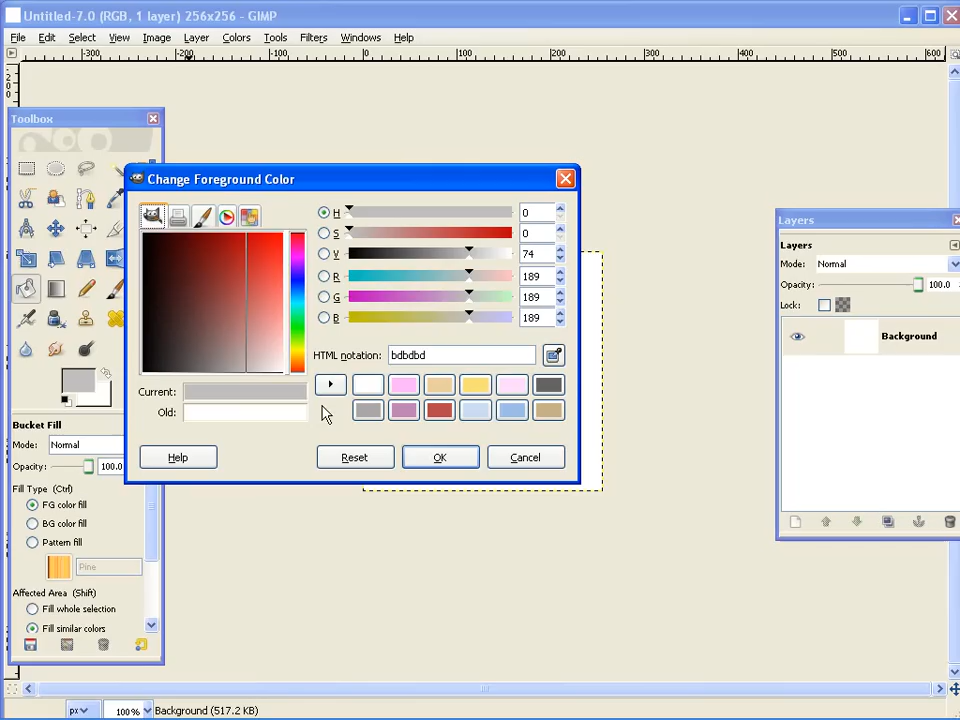 Untitled-7.0 (RGB, 1 layer) 256x256 - GIMP
File Edit Select View Image Layer Colors Tools Filters Windows Help
-300 -200 -100 0 100 200 300 400 500 600
Toolbox
Change Foreground Color
H 0
S 0
V 74
R 189
G 189
B 189
HTML notation: bdbdbd
Current:
Old:
Help Reset OK Cancel
Bucket Fill
Mode: Normal
Opacity: 100.0
Fill Type (Ctrl)
FG color fill
BG color fill
Pattern fill
Pine
Affected Area (Shift)
Fill whole selection
Fill similar colors
Layers
Layers
Mode: Normal
Opacity: 100.0
Lock:
Background
px 100% Background (517.2 KB)